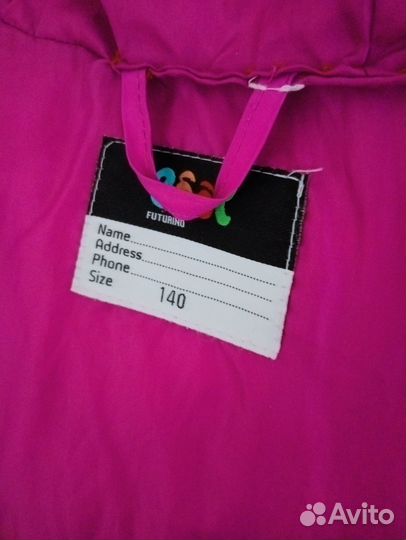 FUTURINO
Name
Address
Phone
Size 140
Avito